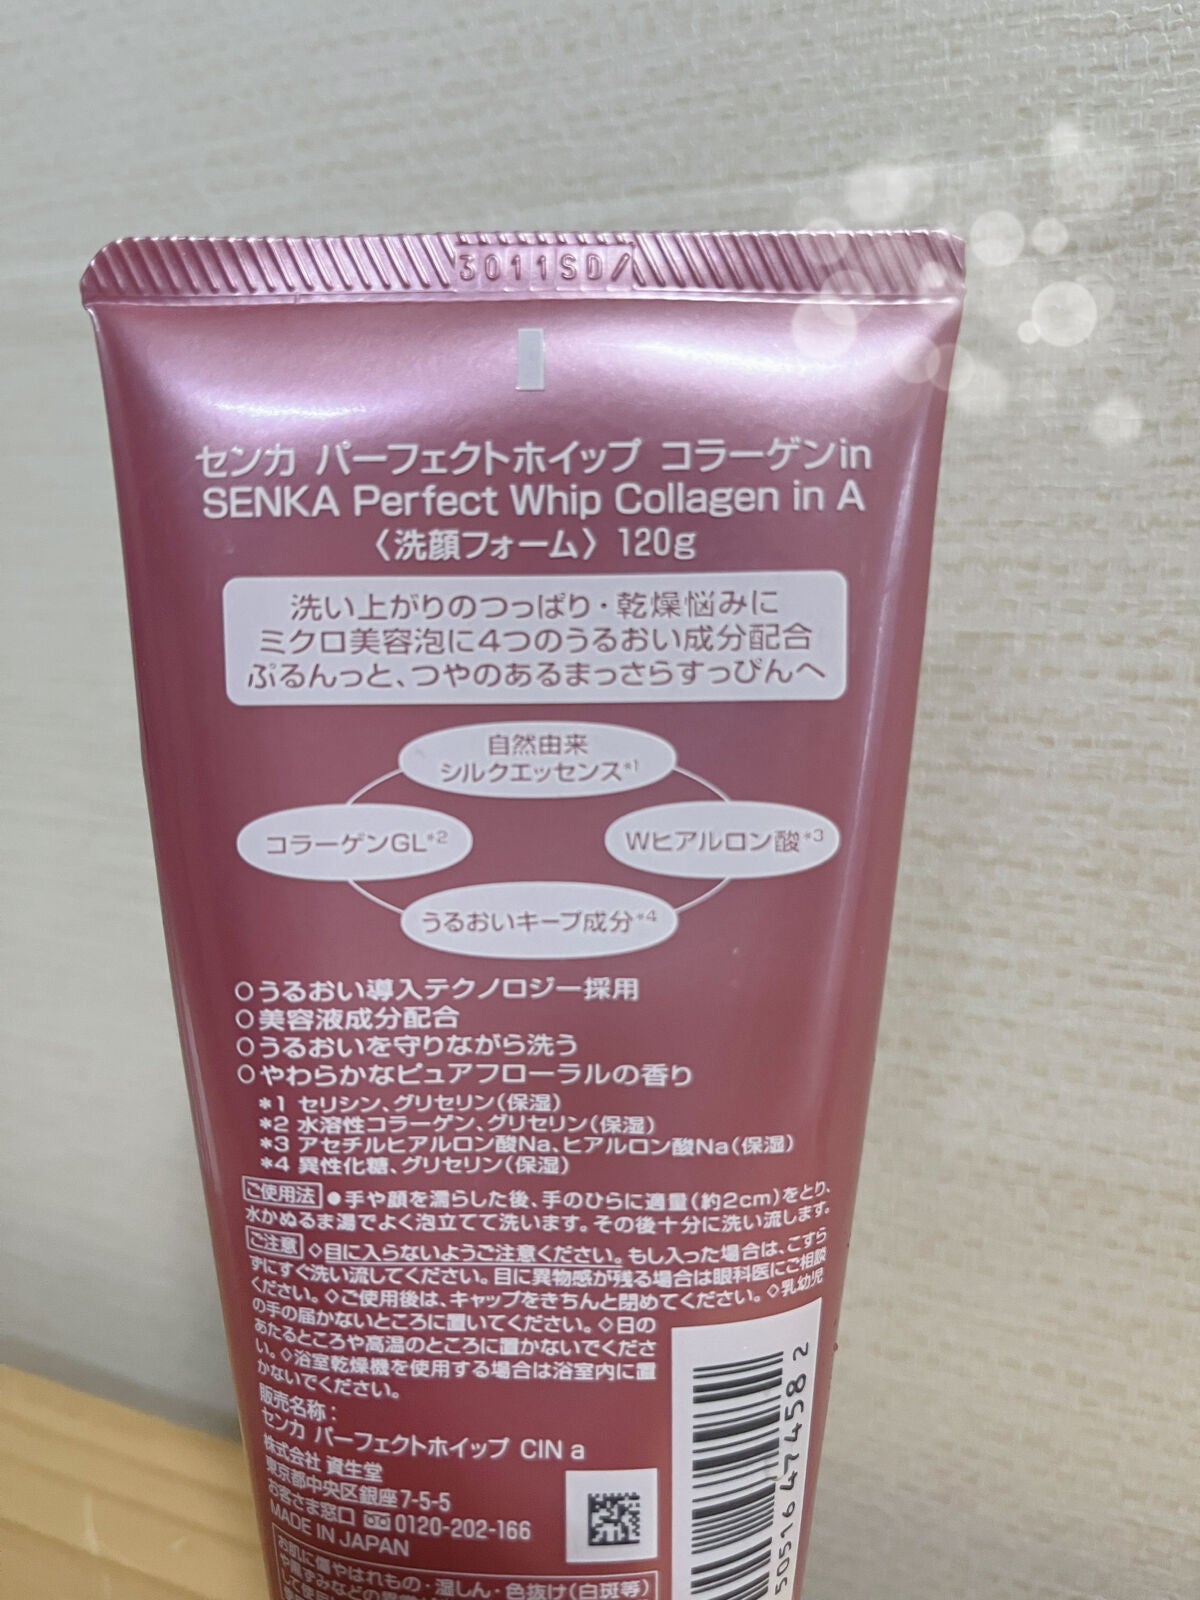 3011SD
センカ パーフェクトホイップ コラーゲンin
SENKA Perfect Whip Collagen in A
〈洗顔フォーム〉 120g
洗い上がりのつっぱり・乾燥悩みに
ミクロ美容泡に4つのうるおい成分配合
ぷるんっと、つやのあるまっさらすっぴんへ
自然由来
シルクエッセンス*1
コラーゲンGL*2
Wヒアルロン酸*3
うるおいキープ成分*4
○うるおい導入テクノロジー採用
○美容液成分配合
○うるおいを守りながら洗う
○やわらかなピュアフローラルの香り
*1 セリシン、グリセリン(保湿)
*2 水溶性コラーゲン、グリセリン(保湿)
*3 アセチルヒアルロン酸Na、ヒアルロン酸Na(保湿)
*4 異性化糖、グリセリン(保湿)
ご使用法 ●手や顔を濡らした後、手のひらに適量(約2cm)をとり、
水かぬるま湯でよく泡立てて洗います。その後十分に洗い流します。
ご注意 ◇目に入らないようご注意ください。もし入った場合は、こすら
ずにすぐ洗い流してください。目に異物感が残る場合は眼科医にご相談
ください。◇ご使用後は、キャップをきちんと閉めてください。◇乳幼児
の手の届かないところに置いてください。◇日の
あたるところや高温のところに置かないでくださ
い。◇浴室乾燥機を使用する場合は浴室内に置
かないでください。
販売名称：
センカ パーフェクトホイップ CIN a
株式会社 資生堂
東京都中央区銀座7-5-5
お客さま窓口 0120-202-166
MADE IN JAPAN
お肌に傷やはれもの・湿しん・色抜け(白斑等)
50516 47458 2